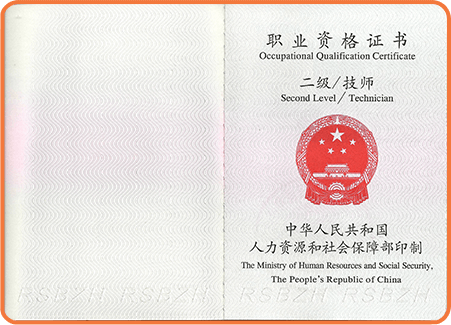 职业资格证书
Occupational Qualification Certificate
二级/技师
Second Level/Technician
中华人民共和国
人力资源和社会保障部印制
The Ministry of Human Resources and Social Security,
The People's Republic of China
RSBZH RSBZH RSBZH RSBZH